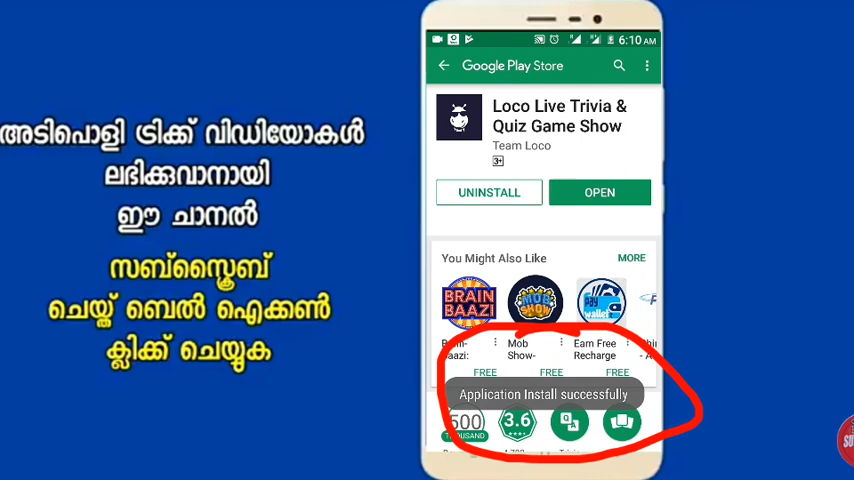 അടിപൊളി ട്രിക്ക് വിഡിയോകൾ
ലഭിക്കുവാനായി
ഈ ചാനൽ
സബ്സ്ക്രൈബ്
ചെയ്ത് ബെൽ ഐക്കൺ
ക്ലിക്ക് ചെയ്യുക
6:10 AM
Google Play Store
Loco Live Trivia &
Quiz Game Show
Team Loco
3+
UNINSTALL OPEN
You Might Also Like MORE
BRAIN BAAZI MOB SHOW pay wallet
Mob Earn Free
Baazi: Show- Recharge
FREE FREE FREE
Application Install successfully
500 3.6
THOUSAND